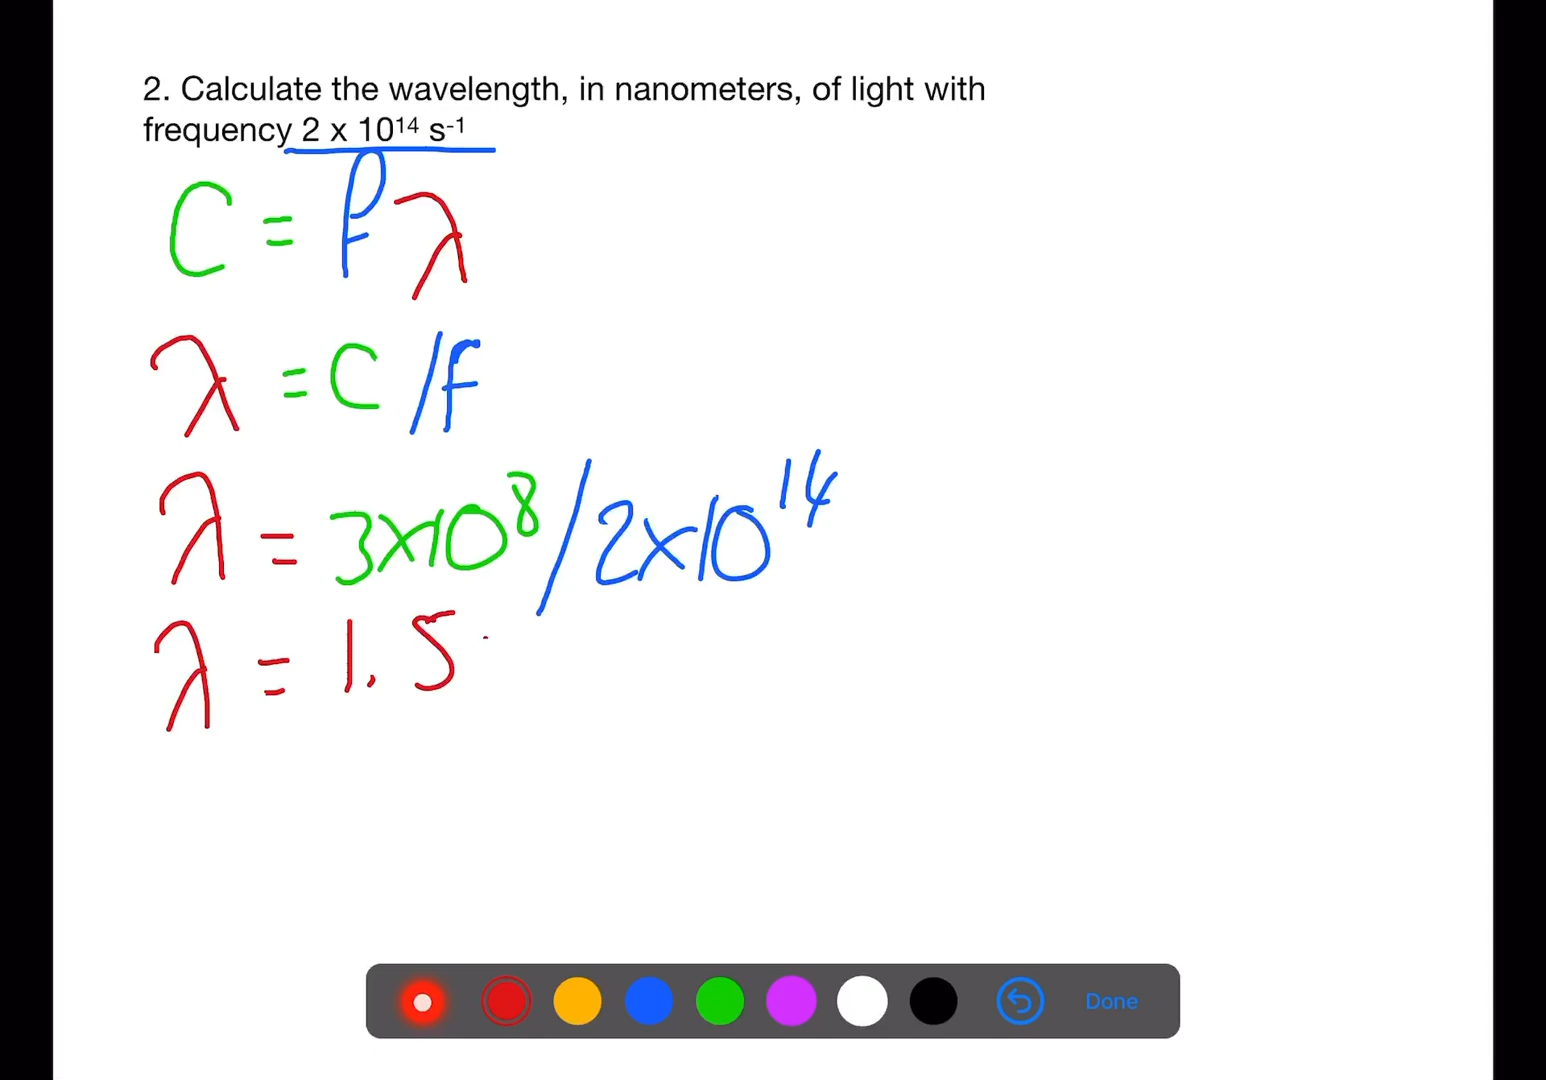 2. Calculate the wavelength, in nanometers, of light with
frequency 2 x 10¹⁴ s⁻¹
C = fλ
λ = C/f
λ = 3x10⁸/2x10¹⁴
λ = 1.5
Done